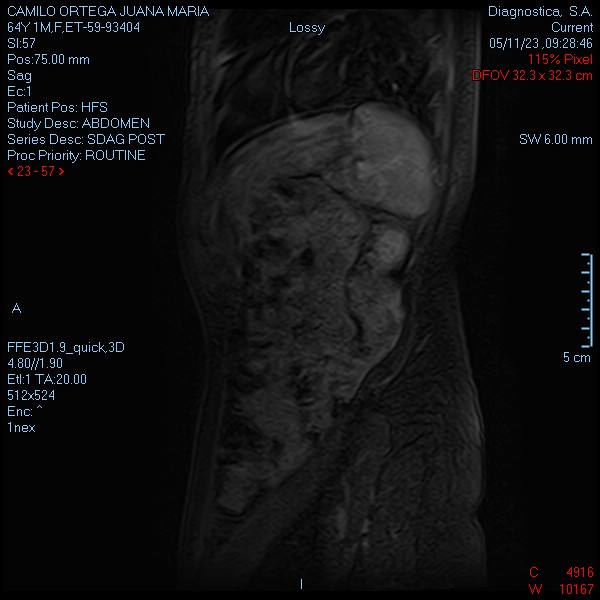 CAMILO ORTEGA JUANA MARIA
64Y 1M,F,ET-59-93404
Sl:57
Pos:75.00 mm
Sag
Ec:1
Patient Pos: HFS
Study Desc: ABDOMEN
Series Desc: SDAG POST
Proc Priority: ROUTINE
< 23 - 57 >
Lossy
Diagnostica, S.A.
Current
05/11/23 ,09:28:46
115% Pixel
DFOV 32.3 x 32.3 cm
SW 6.00 mm
A
5 cm
FFE3D1.9_quick,3D
4.80//1.90
Etl:1 TA:20.00
512x524
Enc: ^
1nex
I
C 4916
W 10167